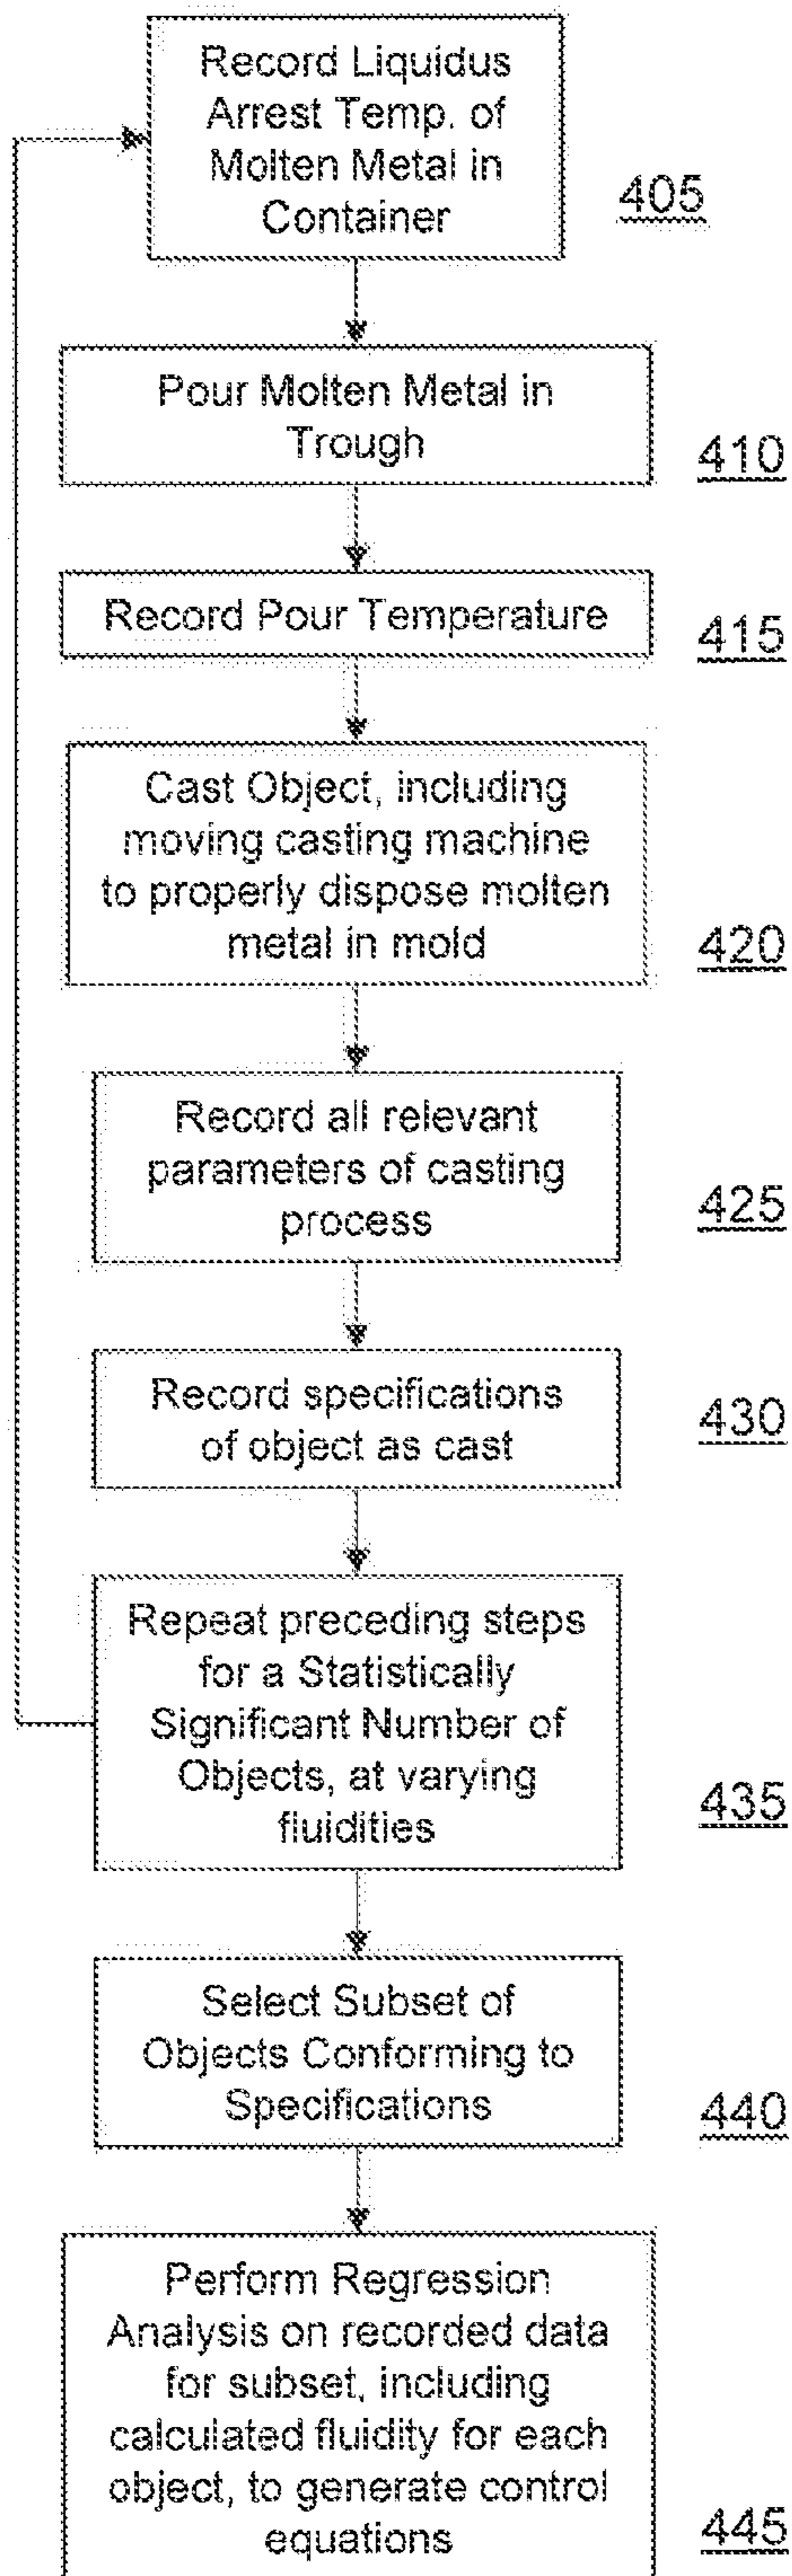 Record Liquidus
Arrest Temp. of
Molten Metal in
Container
405
Pour Molten Metal in
Trough
410
Record Pour Temperature
415
Cast Object, including
moving casting machine
to properly dispose molten
metal in mold
420
Record all relevant
parameters of casting
process
425
Record specifications
of object as cast
430
Repeat preceding steps
for a Statistically
Significant Number of
Objects, at varying
fluidities
435
Select Subset of
Objects Conforming to
Specifications
440
Perform Regression
Analysis on recorded data
for subset, including
calculated fluidity for each
object, to generate control
equations
445